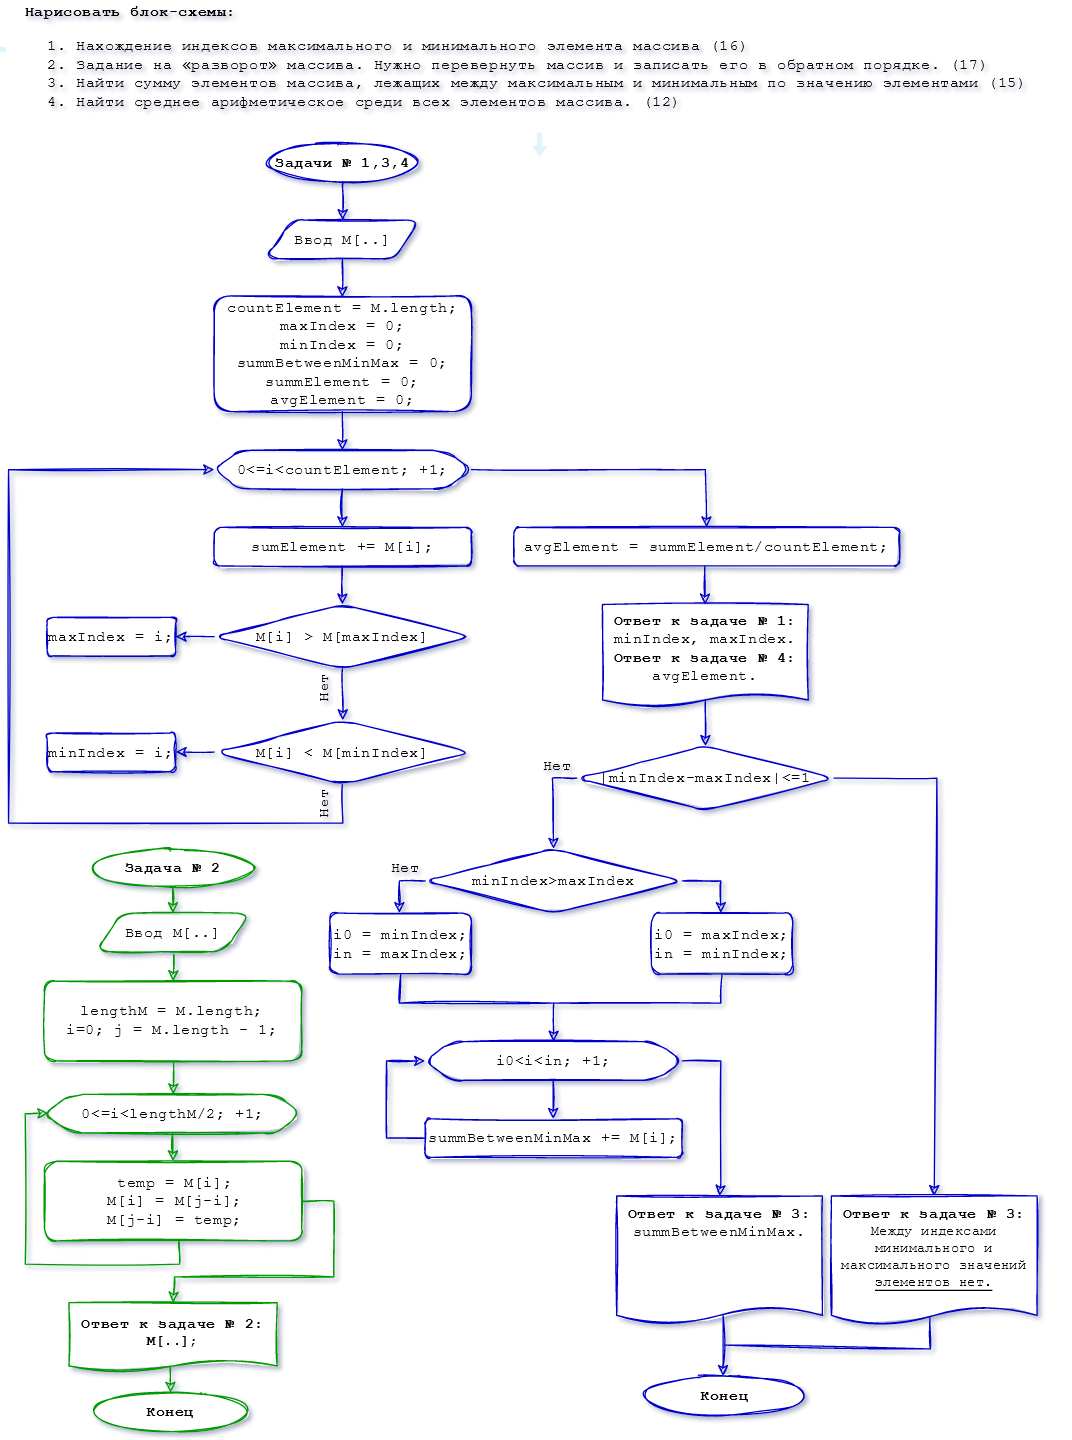 Нарисовать блок-схемы:
1. Нахождение индексов максимального и минимального элемента массива (16)
2. Задание на «разворот» массива. Нужно перевернуть массив и записать его в обратном порядке. (17)
3. Найти сумму элементов массива, лежащих между максимальным и минимальным по значению элементами (15)
4. Найти среднее арифметическое среди всех элементов массива. (12)
Задачи № 1,3,4
Ввод M[..]
countElement = M.length;
maxIndex = 0;
minIndex = 0;
summBetweenMinMax = 0;
summElement = 0;
avgElement = 0;
0<=i<countElement; +1;
sumElement += M[i];
avgElement = summElement/countElement;
maxIndex = i;
M[i] > M[maxIndex]
Нет
minIndex = i;
M[i] < M[minIndex]
Нет
Ответ к задаче № 1:
minIndex, maxIndex.
Ответ к задаче № 4:
avgElement.
|minIndex-maxIndex|<=1
Нет
minIndex>maxIndex
Нет
i0 = minIndex;
in = maxIndex;
i0 = maxIndex;
in = minIndex;
i0<i<in; +1;
summBetweenMinMax += M[i];
Ответ к задаче № 3:
summBetweenMinMax.
Ответ к задаче № 3:
Между индексами
минимального и
максимального значений
элементов нет.
Конец
Задача № 2
Ввод M[..]
lengthM = M.length;
i=0; j = M.length - 1;
0<=i<lengthM/2; +1;
temp = M[i];
M[i] = M[j-i];
M[j-i] = temp;
Ответ к задаче № 2:
M[..];
Конец